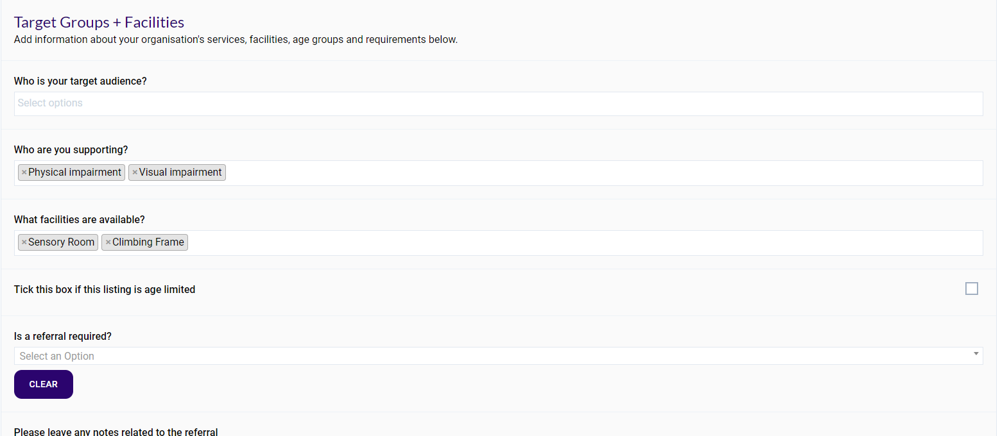 Target Groups + Facilities
Add information about your organisation's services, facilities, age groups and requirements below.
Who is your target audience?
Select options
Who are you supporting?
×Physical impairment ×Visual impairment
What facilities are available?
×Sensory Room ×Climbing Frame
Tick this box if this listing is age limited
Is a referral required?
Select an Option
CLEAR
Please leave any notes related to the referral